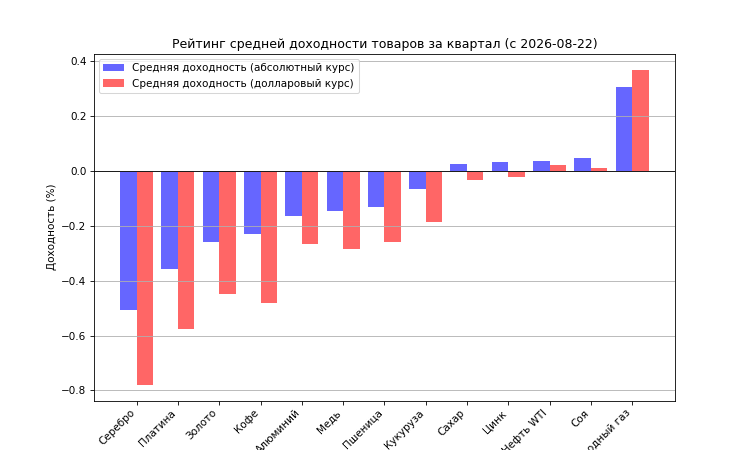 Рейтинг средней доходности товаров за квартал (с 2026-08-22)
Средняя доходность (абсолютный курс)
Средняя доходность (долларовый курс)
Доходность (%)
0.4
0.2
0.0
−0.2
−0.4
−0.6
−0.8
Серебро
Платина
Золото
Кофе
Алюминий
Медь
Пшеница
Кукуруза
Сахар
Цинк
Нефть WTI
Соя
одный газ